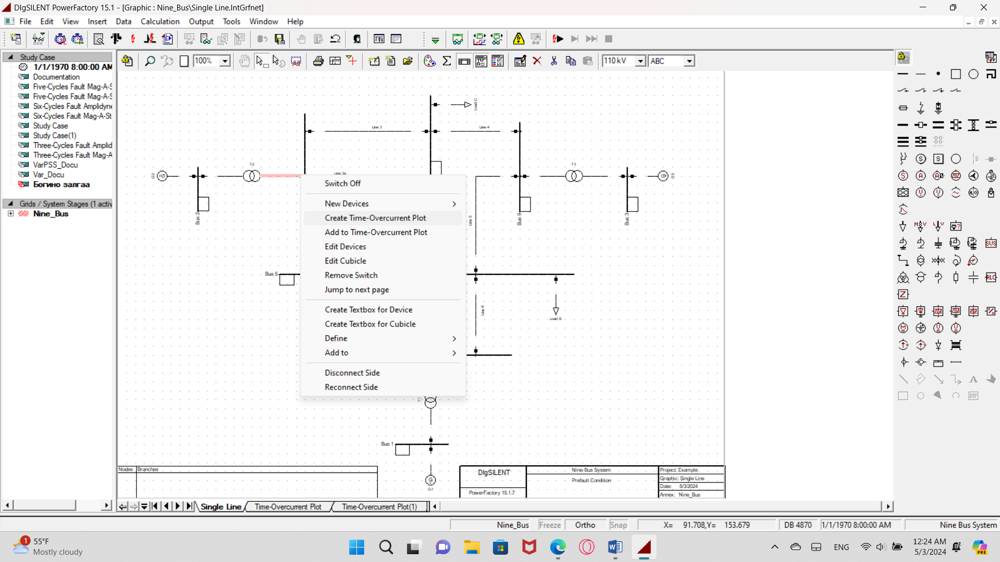 DIgSILENT PowerFactory 15.1 - [Graphic : Nine_Bus\Single Line.IntGrfnet]
File Edit View Insert Data Calculation Output Tools Window Help
100%
110 kV
ABC
Study Case
1/1/1970 8:00:00 AM
Documentation
Five-Cycles Fault Mag-A-S
Five-Cycles Fault Mag-A-S
Six-Cycles Fault Amplidyne
Six-Cycles Fault Mag-A-St
Study Case
Study Case(1)
Three-Cycles Fault Amplid
Three-Cycles Fault Mag-A
VarPSS_Docu
Var_Docu
Богино залгаа
Grids / System Stages (1 activ
Nine_Bus
Load C
Line 3
Line 4
T2
T3
Line 2a
G2
G3
Bus 2
Bus 9
Bus 3
Line 5
Switch Off
New Devices
Create Time-Overcurrent Plot
Add to Time-Overcurrent Plot
Edit Devices
Edit Cubicle
Remove Switch
Jump to next page
Create Textbox for Device
Create Textbox for Cubicle
Define
Add to
Disconnect Side
Reconnect Side
Bus 5
Line 6
Load B
Bus 1
G1
Nodes Branches
DIgSILENT
PowerFactory 15.1.7
Nine-Bus System
Prefault Condition
Project: Example
Graphic: Single Line
Date: 5/3/2024
Annex: Nine_Bus
Single Line
Time-Overcurrent Plot
Time-Overcurrent Plot(1)
Nine_Bus Freeze Ortho Snap X= 91.708,Y= 153.679 DB 4870 1/1/1970 8:00:00 AM Nine Bus System
1
55°F
Mostly cloudy
ENG
12:24 AM
5/3/2024
PRE